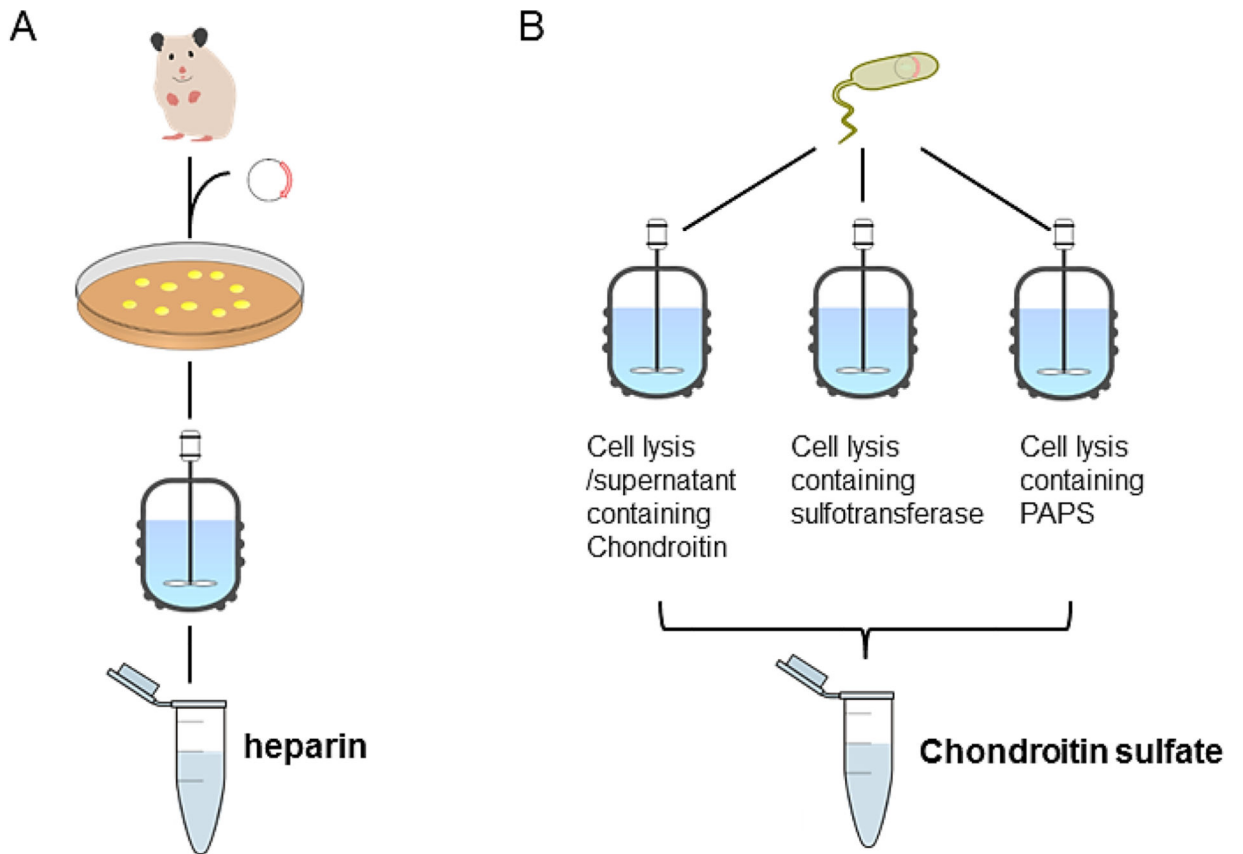 A
B
Cell lysis
/supernatant
containing
Chondroitin
Cell lysis
containing
sulfotransferase
Cell lysis
containing
PAPS
heparin
Chondroitin sulfate